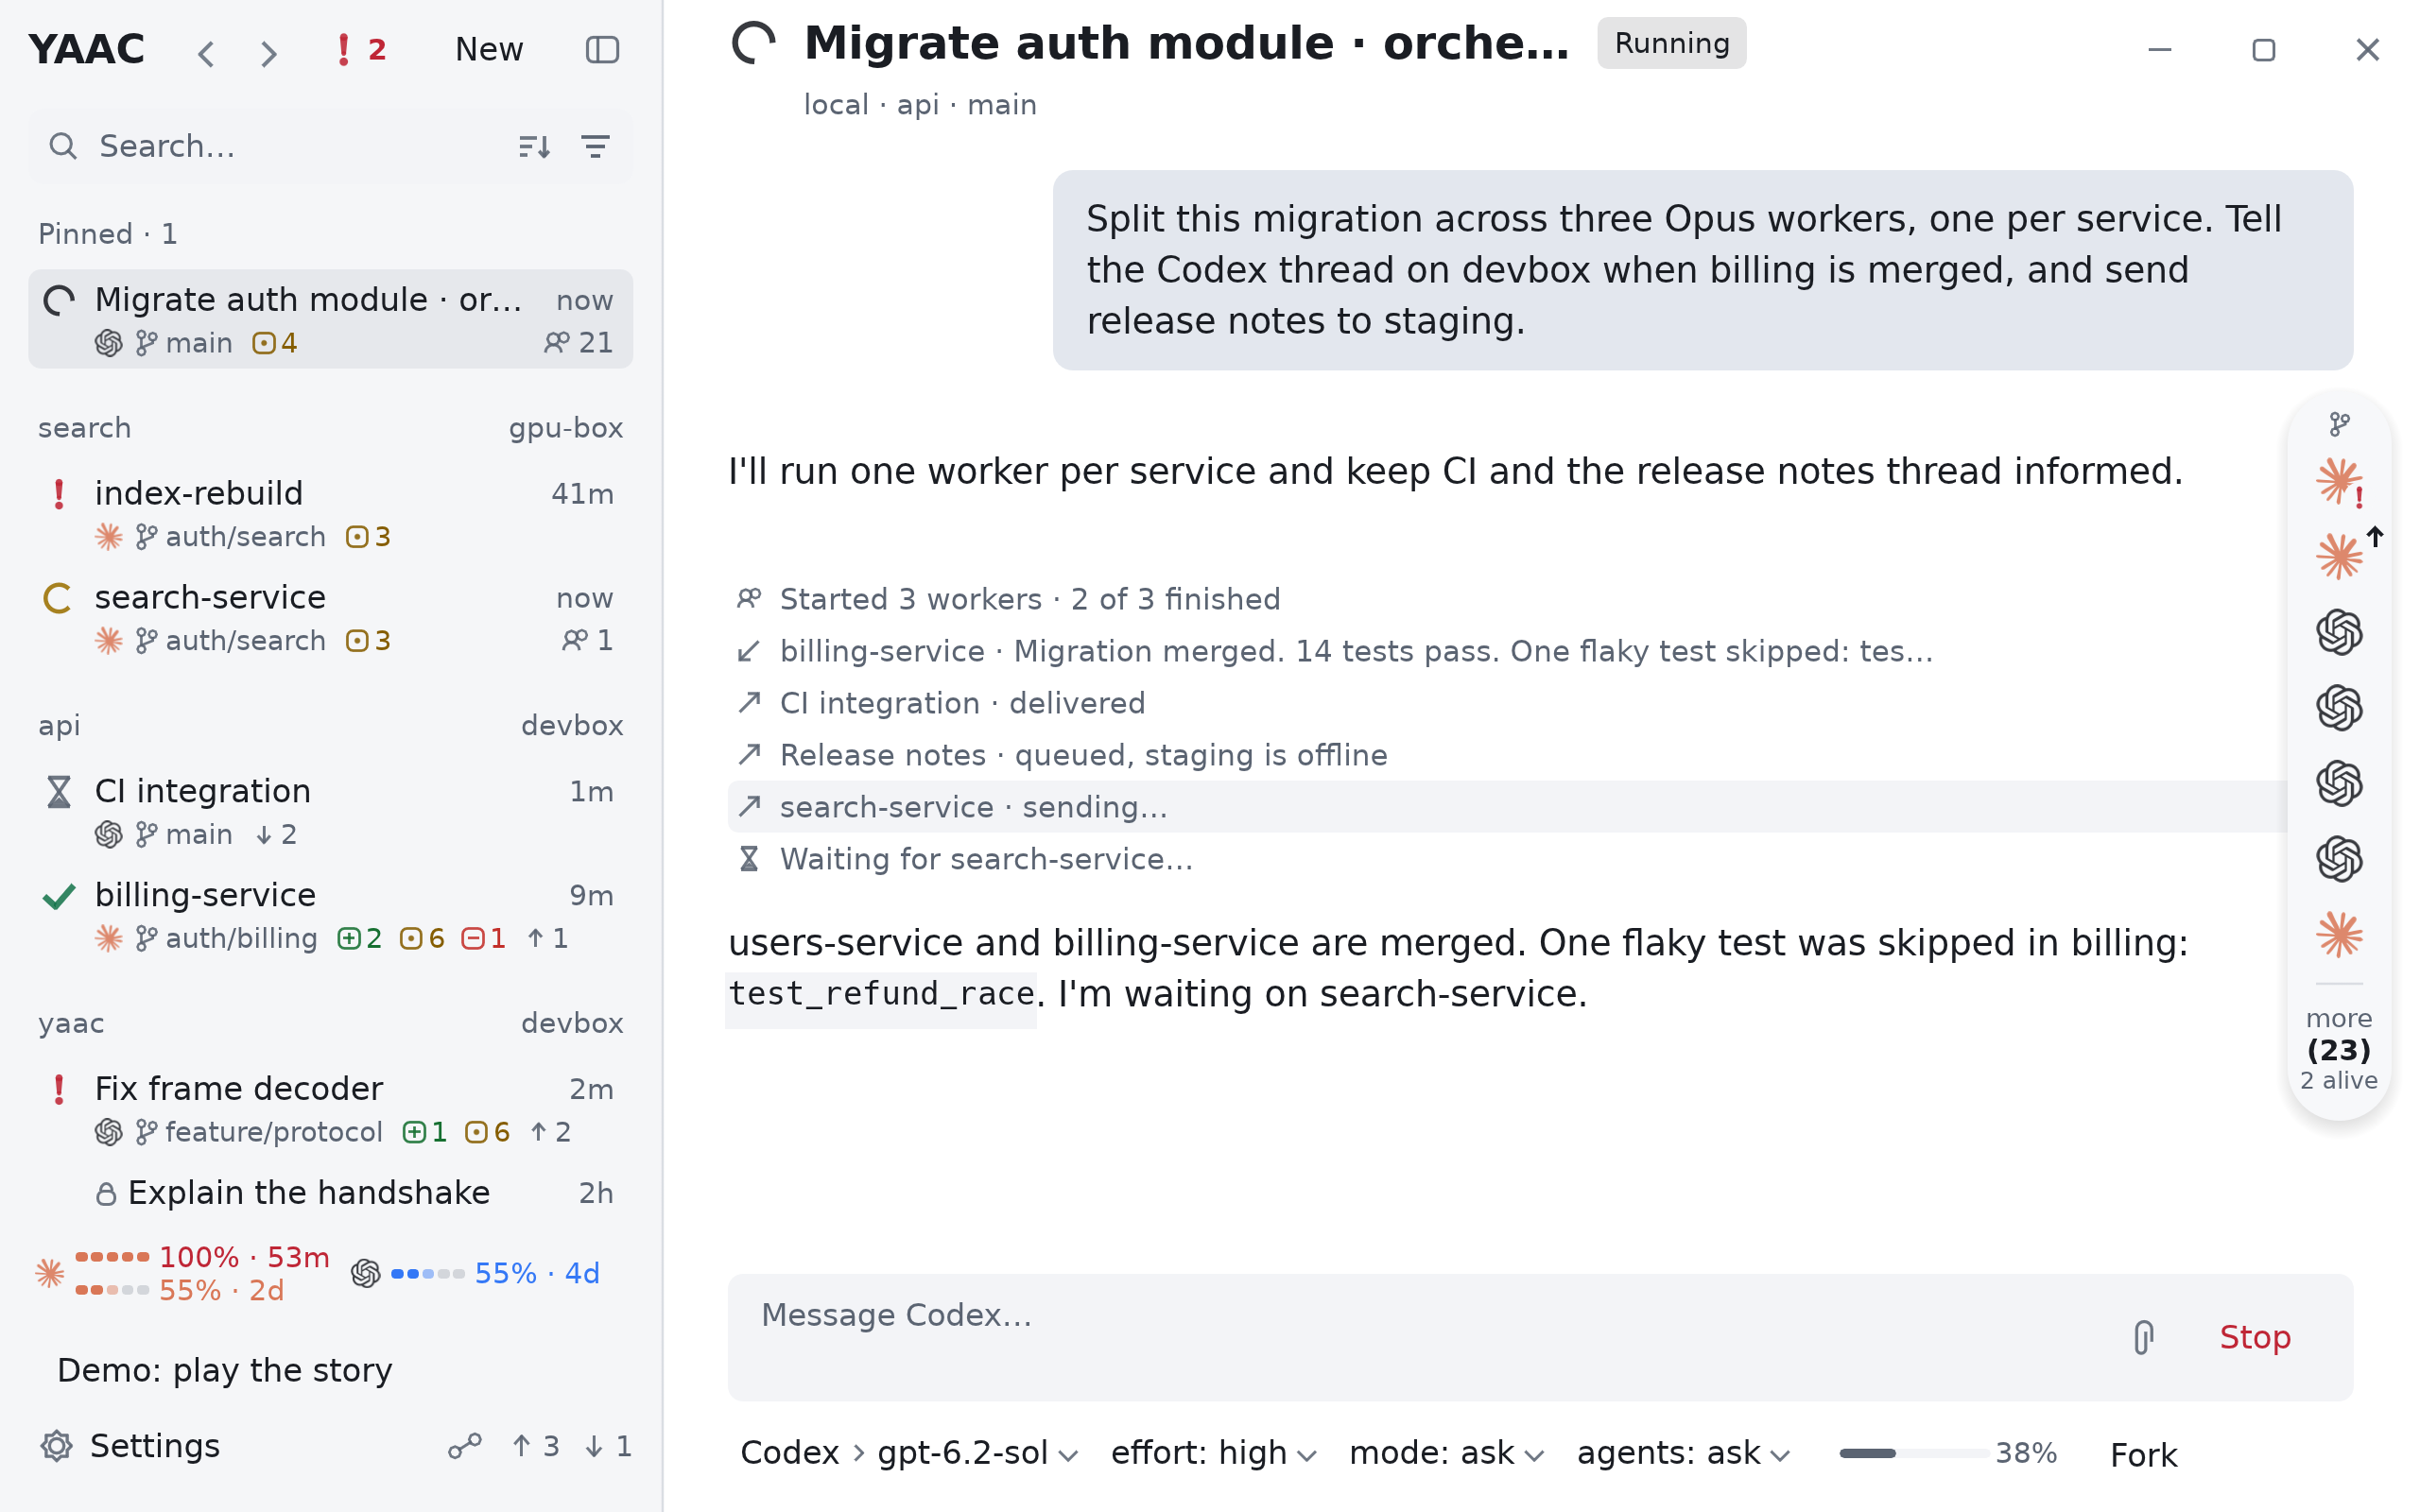 YAAC
2
New
Search...
Pinned · 1
Migrate auth module · or... now
main 4 21
search gpu-box
index-rebuild 41m
auth/search 3
search-service now
auth/search 3 1
api devbox
CI integration 1m
main ↓ 2
billing-service 9m
auth/billing 2 6 1 ↑ 1
yaac devbox
Fix frame decoder 2m
feature/protocol 1 6 ↑ 2
Explain the handshake 2h
100% · 53m
55% · 2d
55% · 4d
Demo: play the story
Settings ↑ 3 ↓ 1
Migrate auth module · orche... Running
local · api · main
Split this migration across three Opus workers, one per service. Tell
the Codex thread on devbox when billing is merged, and send
release notes to staging.
I'll run one worker per service and keep CI and the release notes thread informed.
Started 3 workers · 2 of 3 finished
billing-service · Migration merged. 14 tests pass. One flaky test skipped: tes...
CI integration · delivered
Release notes · queued, staging is offline
search-service · sending...
Waiting for search-service...
users-service and billing-service are merged. One flaky test was skipped in billing:
test_refund_race. I'm waiting on search-service.
more
(23)
2 alive
Message Codex...
Stop
Codex > gpt-6.2-sol effort: high mode: ask agents: ask 38% Fork